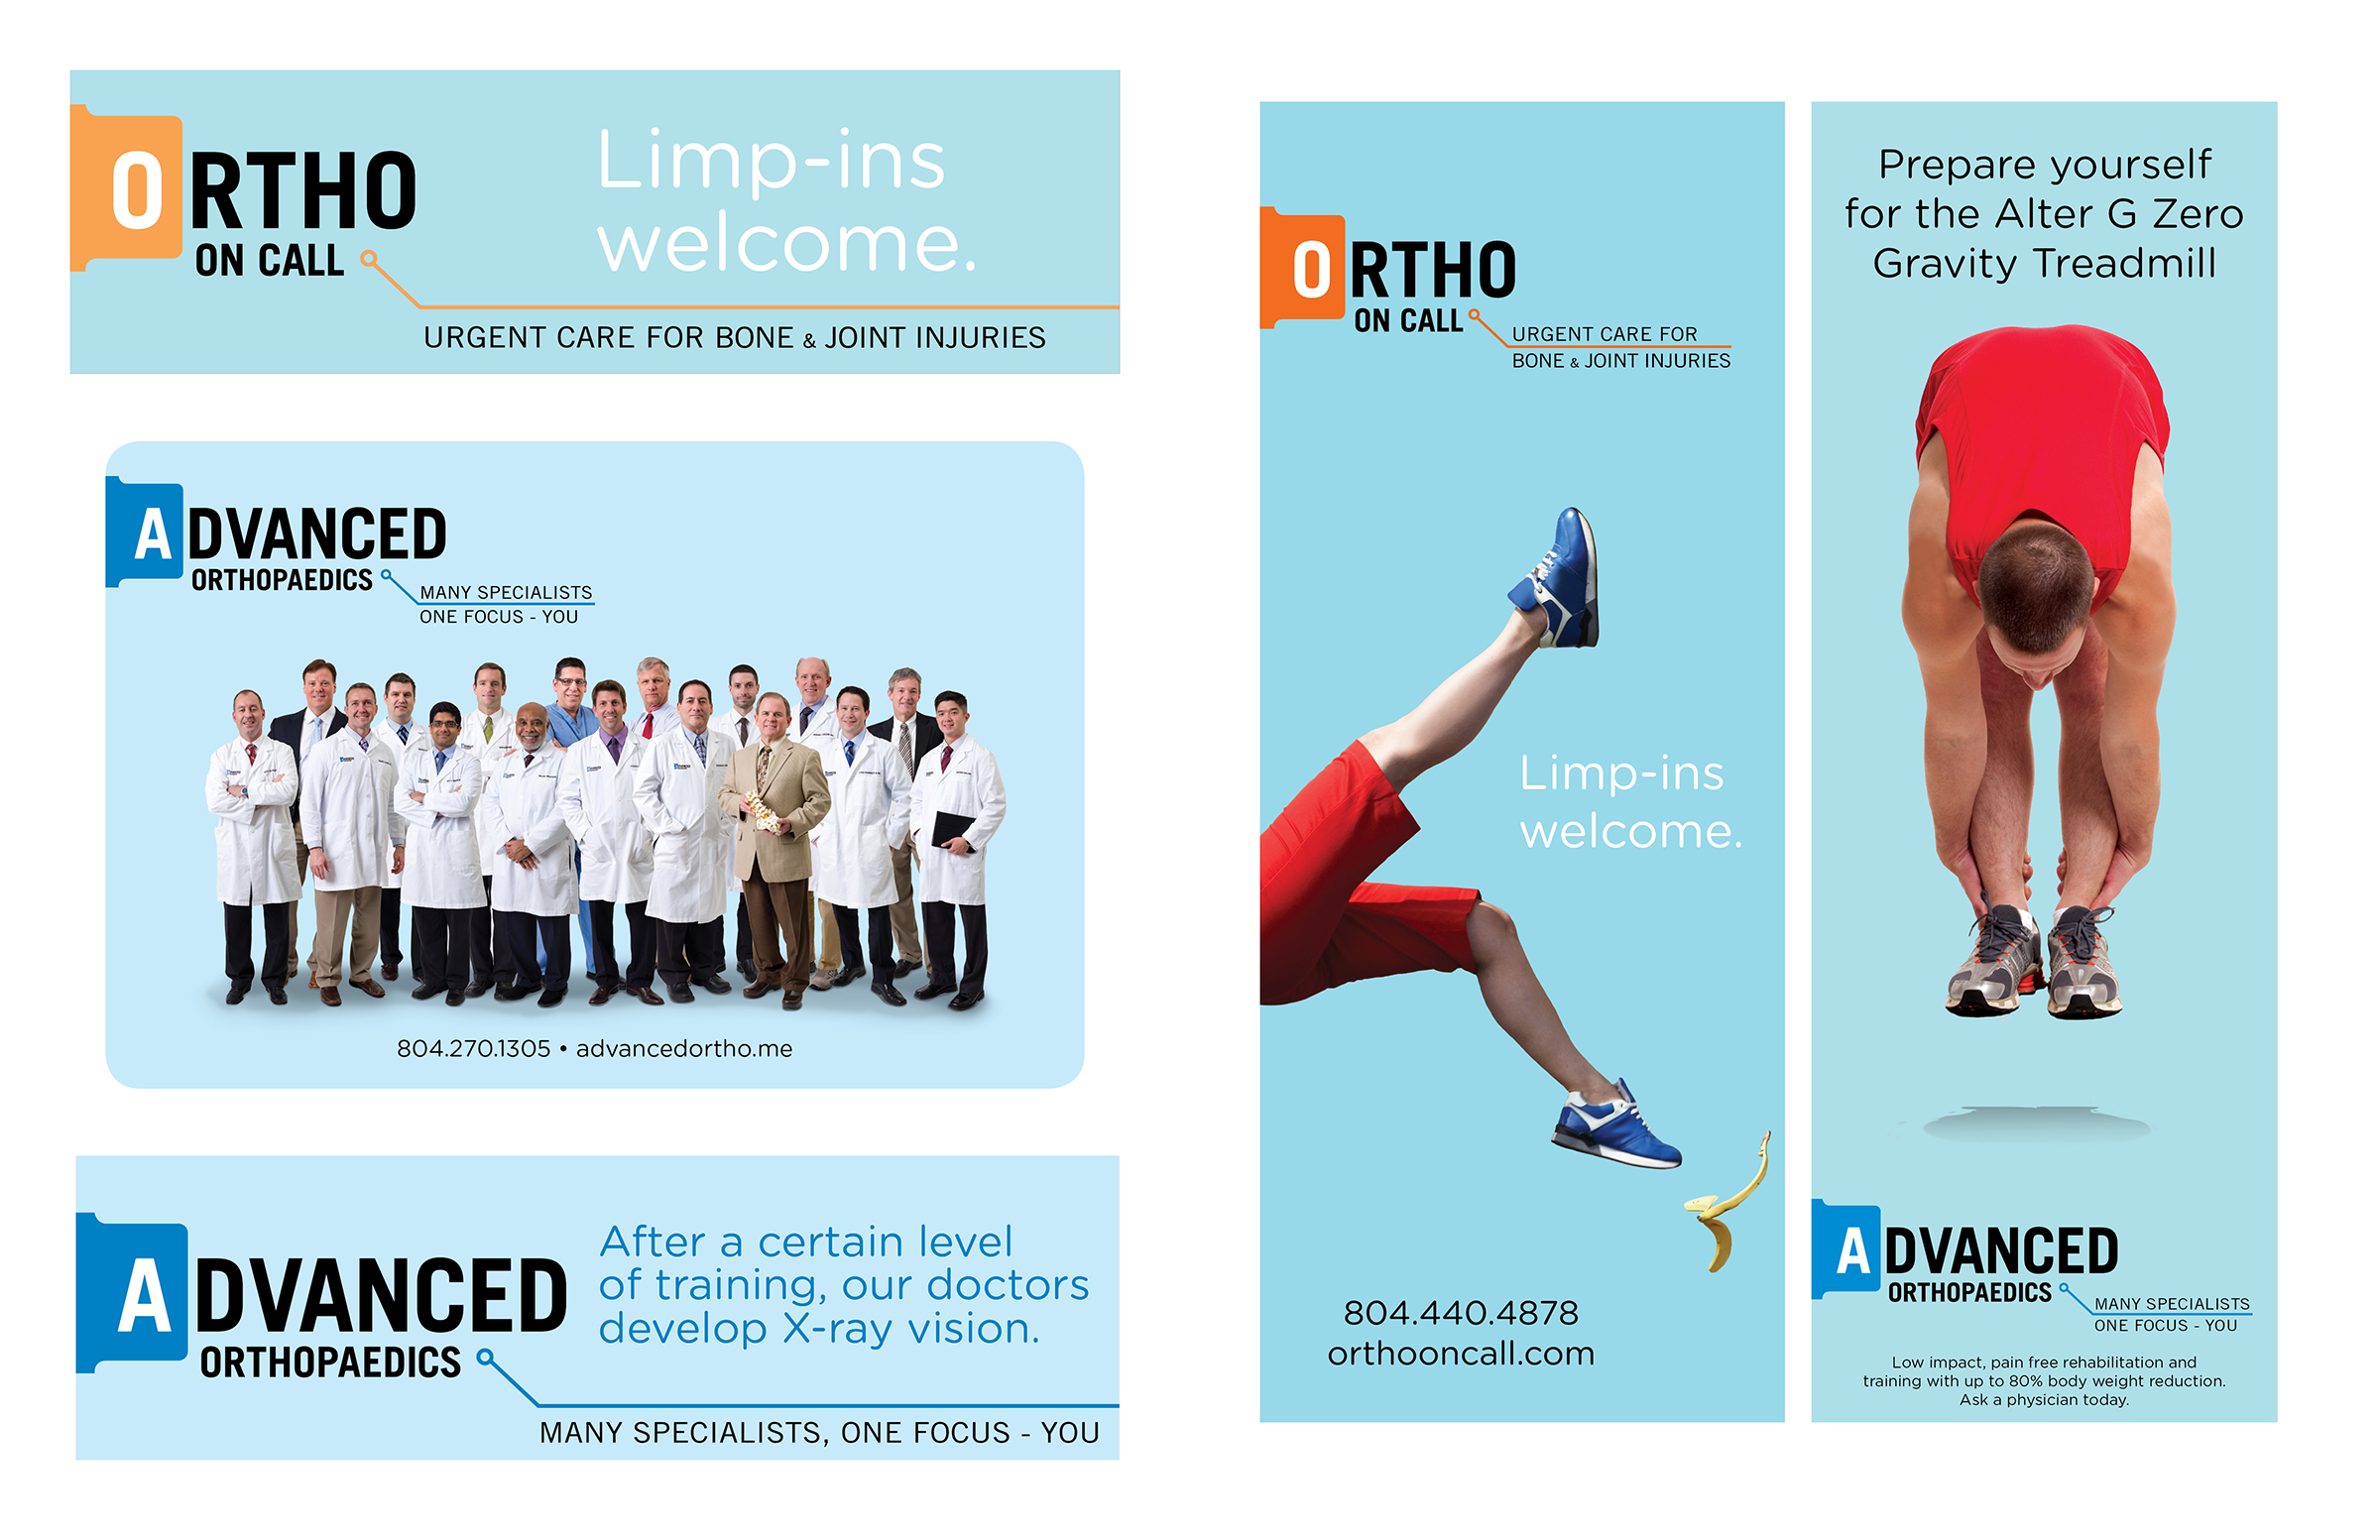 ORTHO
ON CALL
Limp-ins
welcome.
URGENT CARE FOR BONE & JOINT INJURIES
ADVANCED
ORTHOPAEDICS
MANY SPECIALISTS
ONE FOCUS - YOU
804.270.1305 • advancedortho.me
ADVANCED
ORTHOPAEDICS
After a certain level
of training, our doctors
develop X-ray vision.
MANY SPECIALISTS, ONE FOCUS - YOU
ORTHO
ON CALL
URGENT CARE FOR
BONE & JOINT INJURIES
Limp-ins
welcome.
804.440.4878
orthooncall.com
Prepare yourself
for the Alter G Zero
Gravity Treadmill
ADVANCED
ORTHOPAEDICS
MANY SPECIALISTS
ONE FOCUS - YOU
Low impact, pain free rehabilitation and
training with up to 80% body weight reduction.
Ask a physician today.